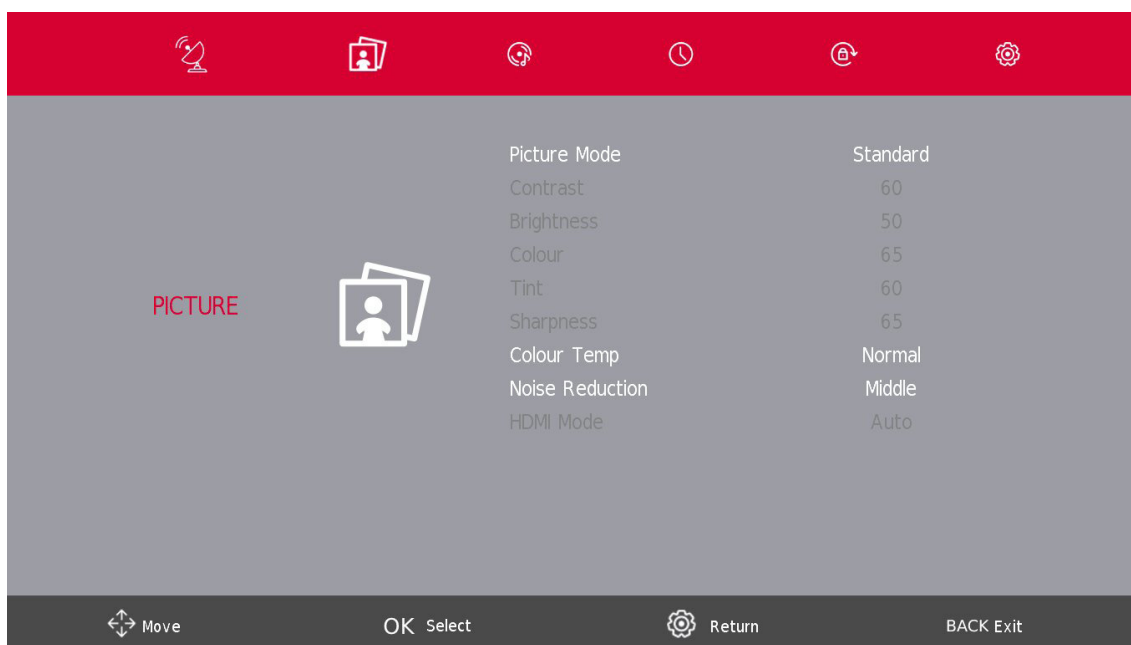 PICTURE
Picture Mode Standard
Contrast 60
Brightness 50
Colour 65
Tint 60
Sharpness 65
Colour Temp Normal
Noise Reduction Middle
HDMI Mode Auto
Move OK Select Return BACK Exit